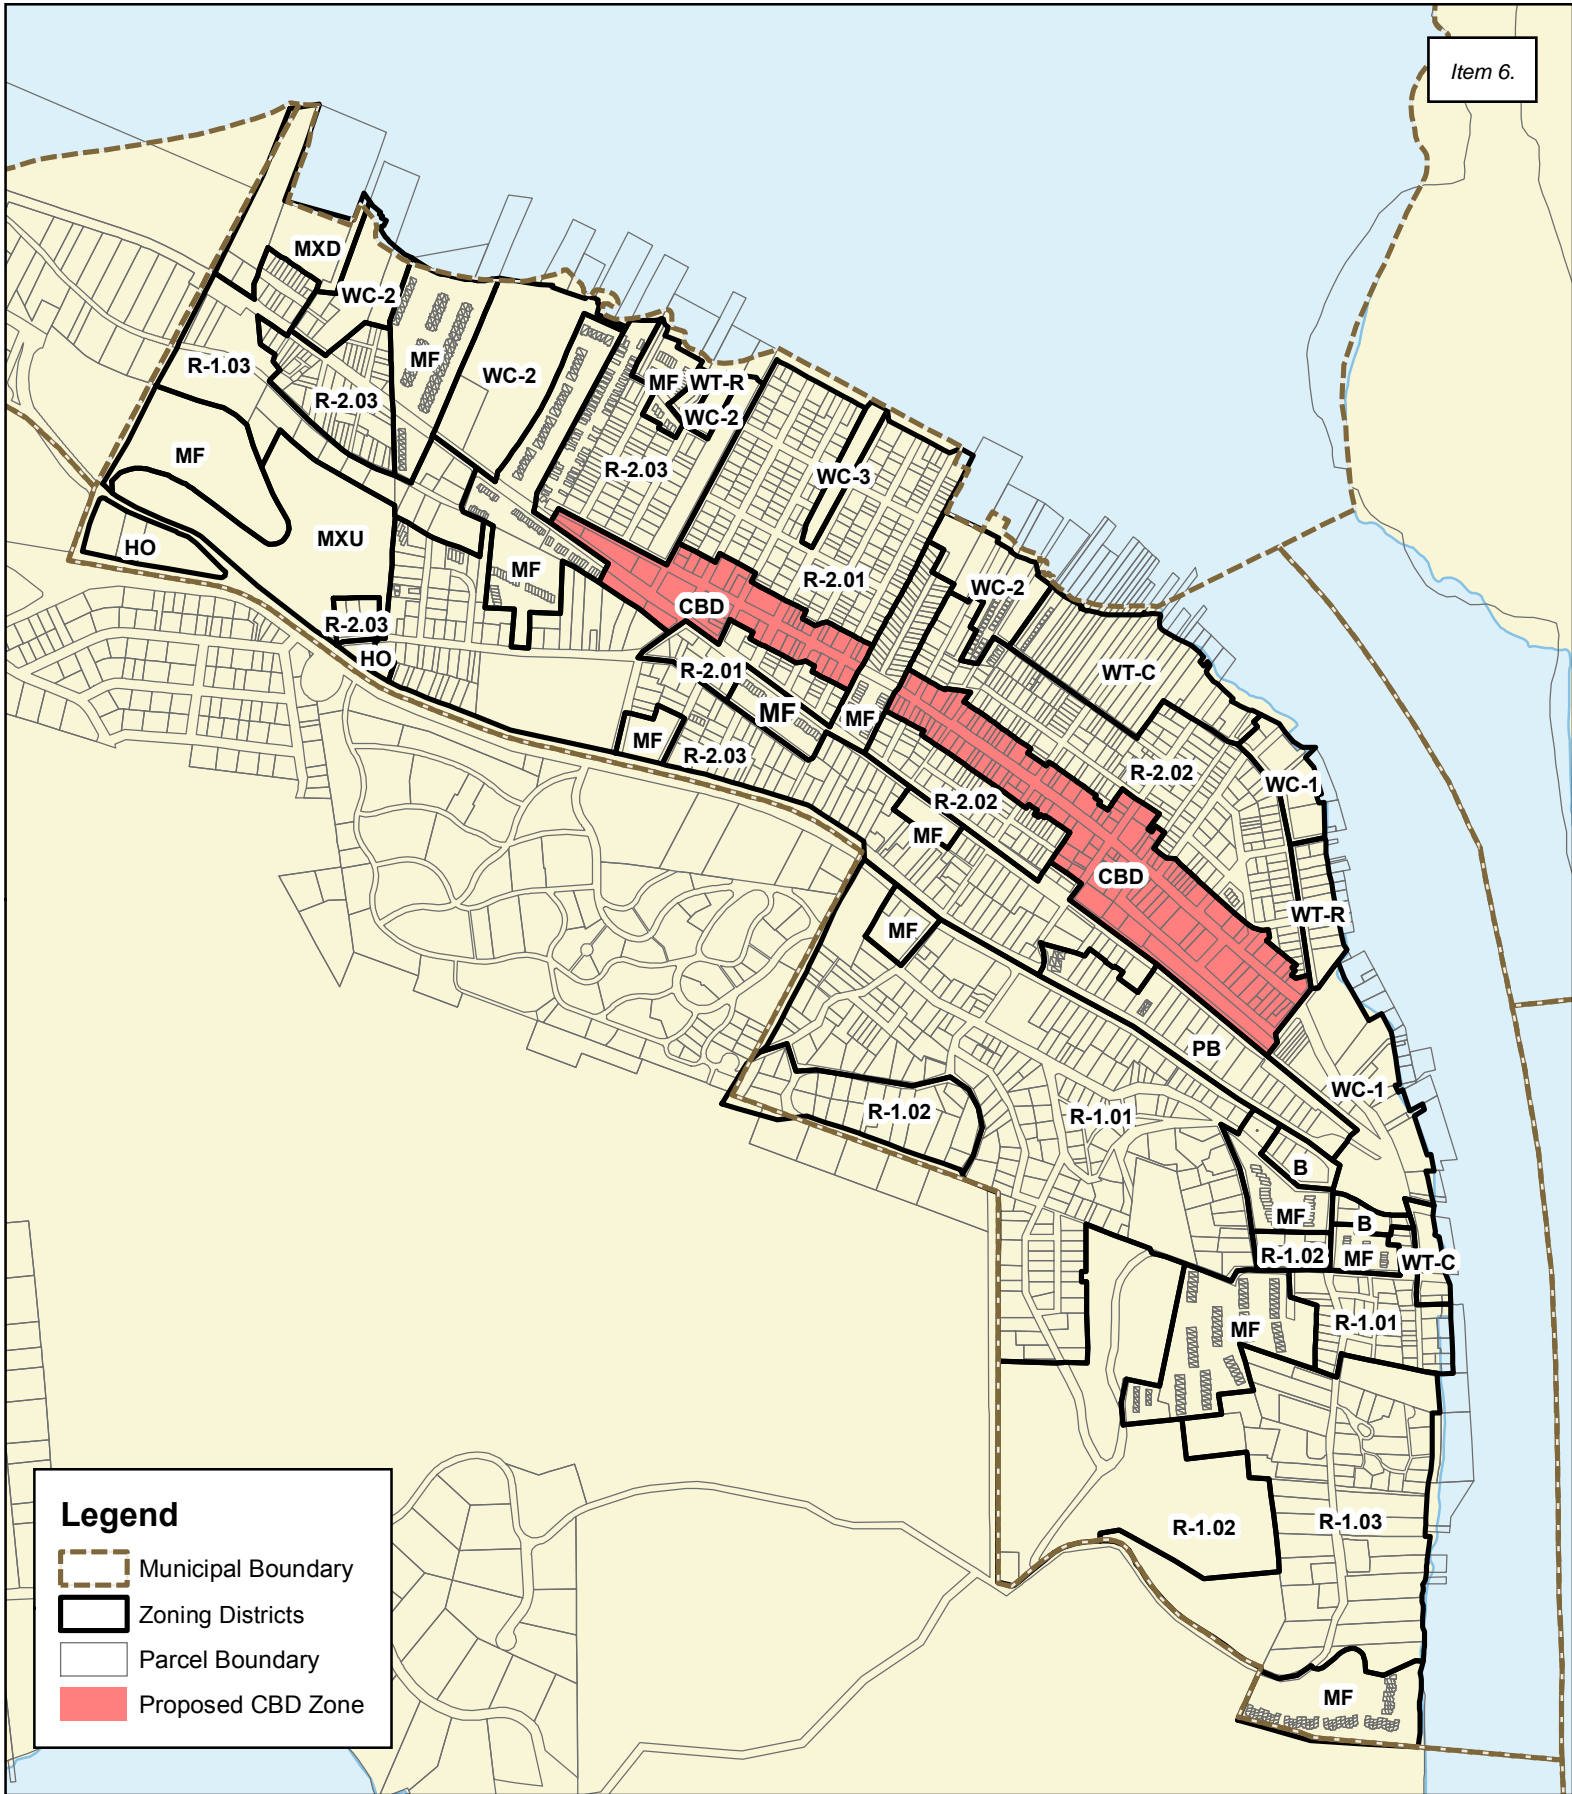 Item 6.
MXD
WC-2
R-1.03
MF
WC-2
R-2.03
MF
WT-R
WC-2
MF
R-2.03
WC-3
HO
MXU
MF
R-2.01
WC-2
R-2.03
CBD
HO
R-2.01
WT-C
MF
MF
MF
R-2.03
R-2.02
WC-1
R-2.02
MF
CBD
WT-R
MF
PB
WC-1
R-1.02
R-1.01
B
MF
B
R-1.02
MF
WT-C
MF
R-1.01
R-1.02
R-1.03
MF
Legend
Municipal Boundary
Zoning Districts
Parcel Boundary
Proposed CBD Zone